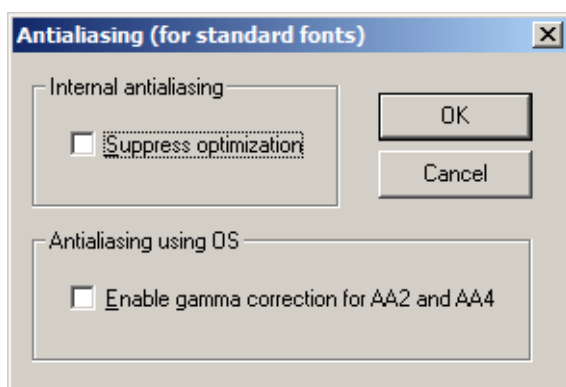 Antialiasing (for standard fonts)
Internal antialiasing
Suppress optimization
OK
Cancel
Antialiasing using OS
Enable gamma correction for AA2 and AA4